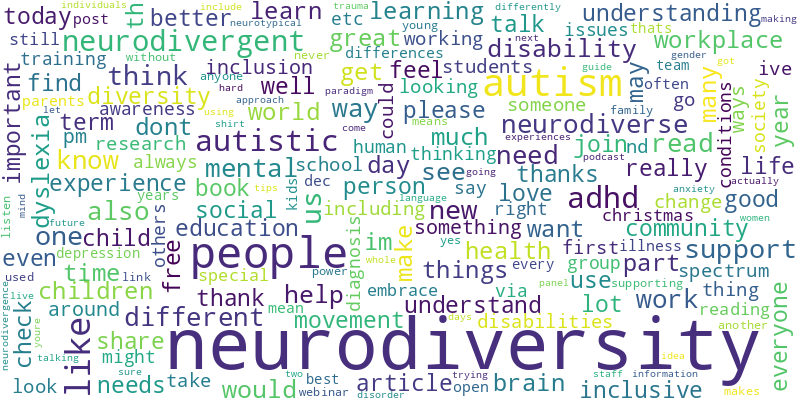 individuals
today post
th
better
neurotypical
etc
trauma
young
include
learning
differently
understanding
making
still
neurodivergent
without
inclusion
learn
great
never
working
differences
talk
next
disability
issues
thats
gender
team
workplace
training
find
parents
let
think
diversity
awareness
anyone
hard
approach
well
feel
get
looking
students
guide
autism
someone
may
often
many
go
got
ive
ways
important
dyslexia
term
dont
using
paradigm
world
shirt
come
way
could
please
means
neurodiverse
family
experiences
conditions
society
year
pm
research
autistic
human
much
thinking
need
join
nd
read
podcast
actually
know
always
mental
school
day
see
going
thanks
really
life
experience
years
tips
kids
dec
book
person
say
love
adhd
change
anxiety
good
listen
mind
also
others
social
us
including
language
new
right
christmas
women
future
one
child
education
diagnosis
im
make
yes
something
want
community
even
depression
free
people
whole
health
first
illness
support
neurodivergence
used
time
link
special
power
things
every
group
part
spectrum
live
children
thank
mean
help
embrace
via
use
supporting
thing
check
youre
around
different
movement
understand
panel
lot
work
reading
another
everyone
like
share
talking
might
neurodiversity
days
disabilities
idea
look
sure
needs
take
would
two
best
webinar
article
disorder
open
trying
brain
staff
information
inclusive
makes